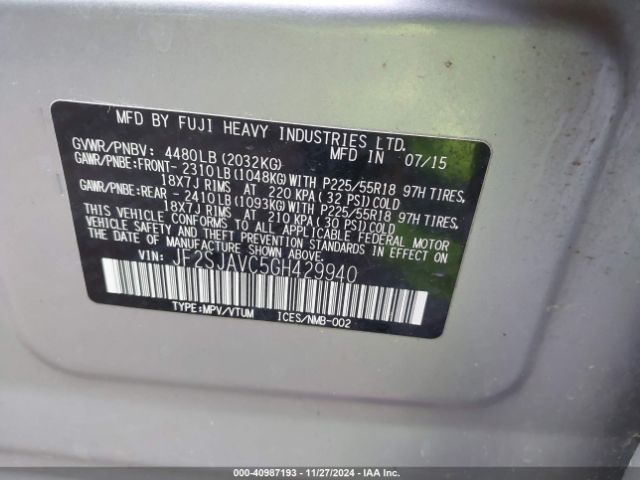 MFD BY FUJI HEAVY INDUSTRIES LTD.
GVWR/PNBV: 4480LB (2032KG) MFD IN 07/15
GAWR/PNBE: FRONT- 2310LB (1048KG) WITH P225/55R18 97H TIRES,
18X7J RIMS AT 220 KPA( 32 PSI) COLD
GAWR/PNBE: REAR - 2410LB (1093KG) WITH P225/55R18 97H TIRES,
18X7J RIMS AT 210 KPA( 30 PSI) COLD
THIS VEHICLE CONFORMS TO ALL APPLICABLE FEDERAL MOTOR
VEHICLE SAFETY AND THEFT PREVENTION STANDARDS IN EFFECT ON
THE DATE OF MANUFACTURE SHOWN ABOVE.
VIN: JF2SJAVC5GH429940
TYPE:MPV/VTUM ICES/NMB-002
000-40987193 - 11/27/2024 - IAA Inc.